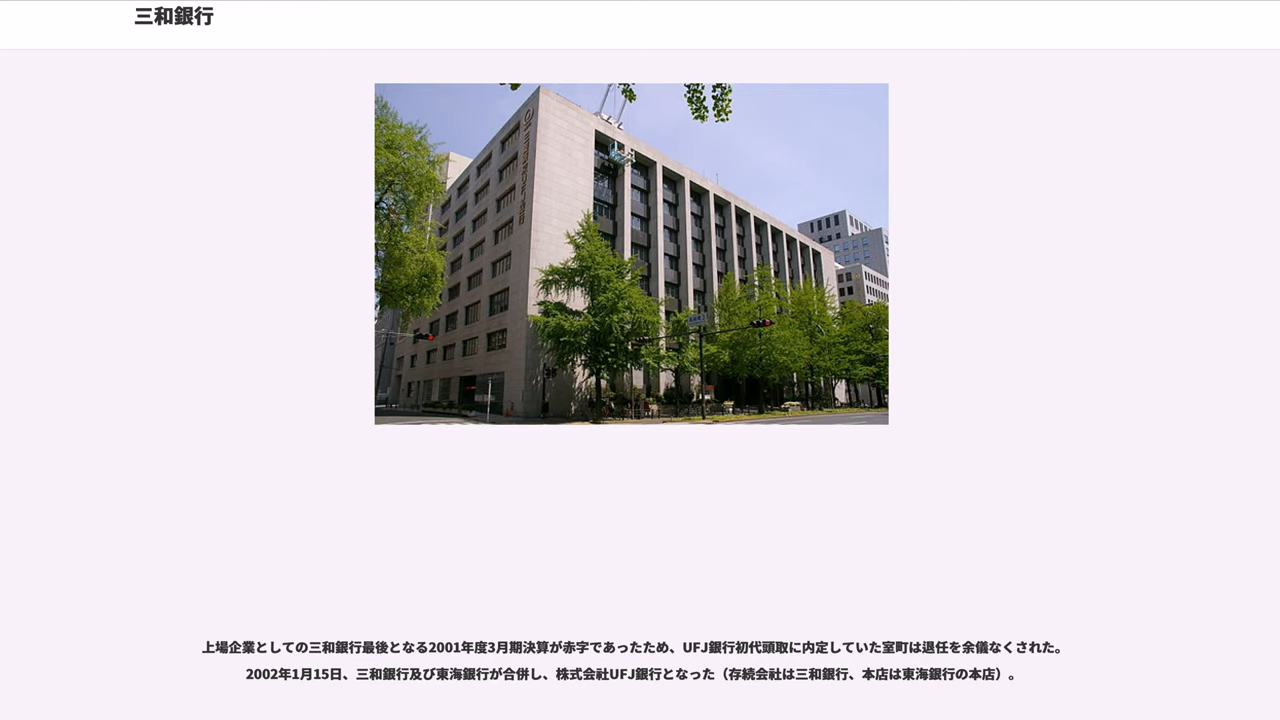 三和銀行
上場企業としての三和銀行最後となる2001年度3月期決算が赤字であったため、UFJ銀行初代頭取に内定していた室町は退任を余儀なくされた。
2002年1月15日、三和銀行及び東海銀行が合併し、株式会社UFJ銀行となった（存続会社は三和銀行、本店は東海銀行の本店）。